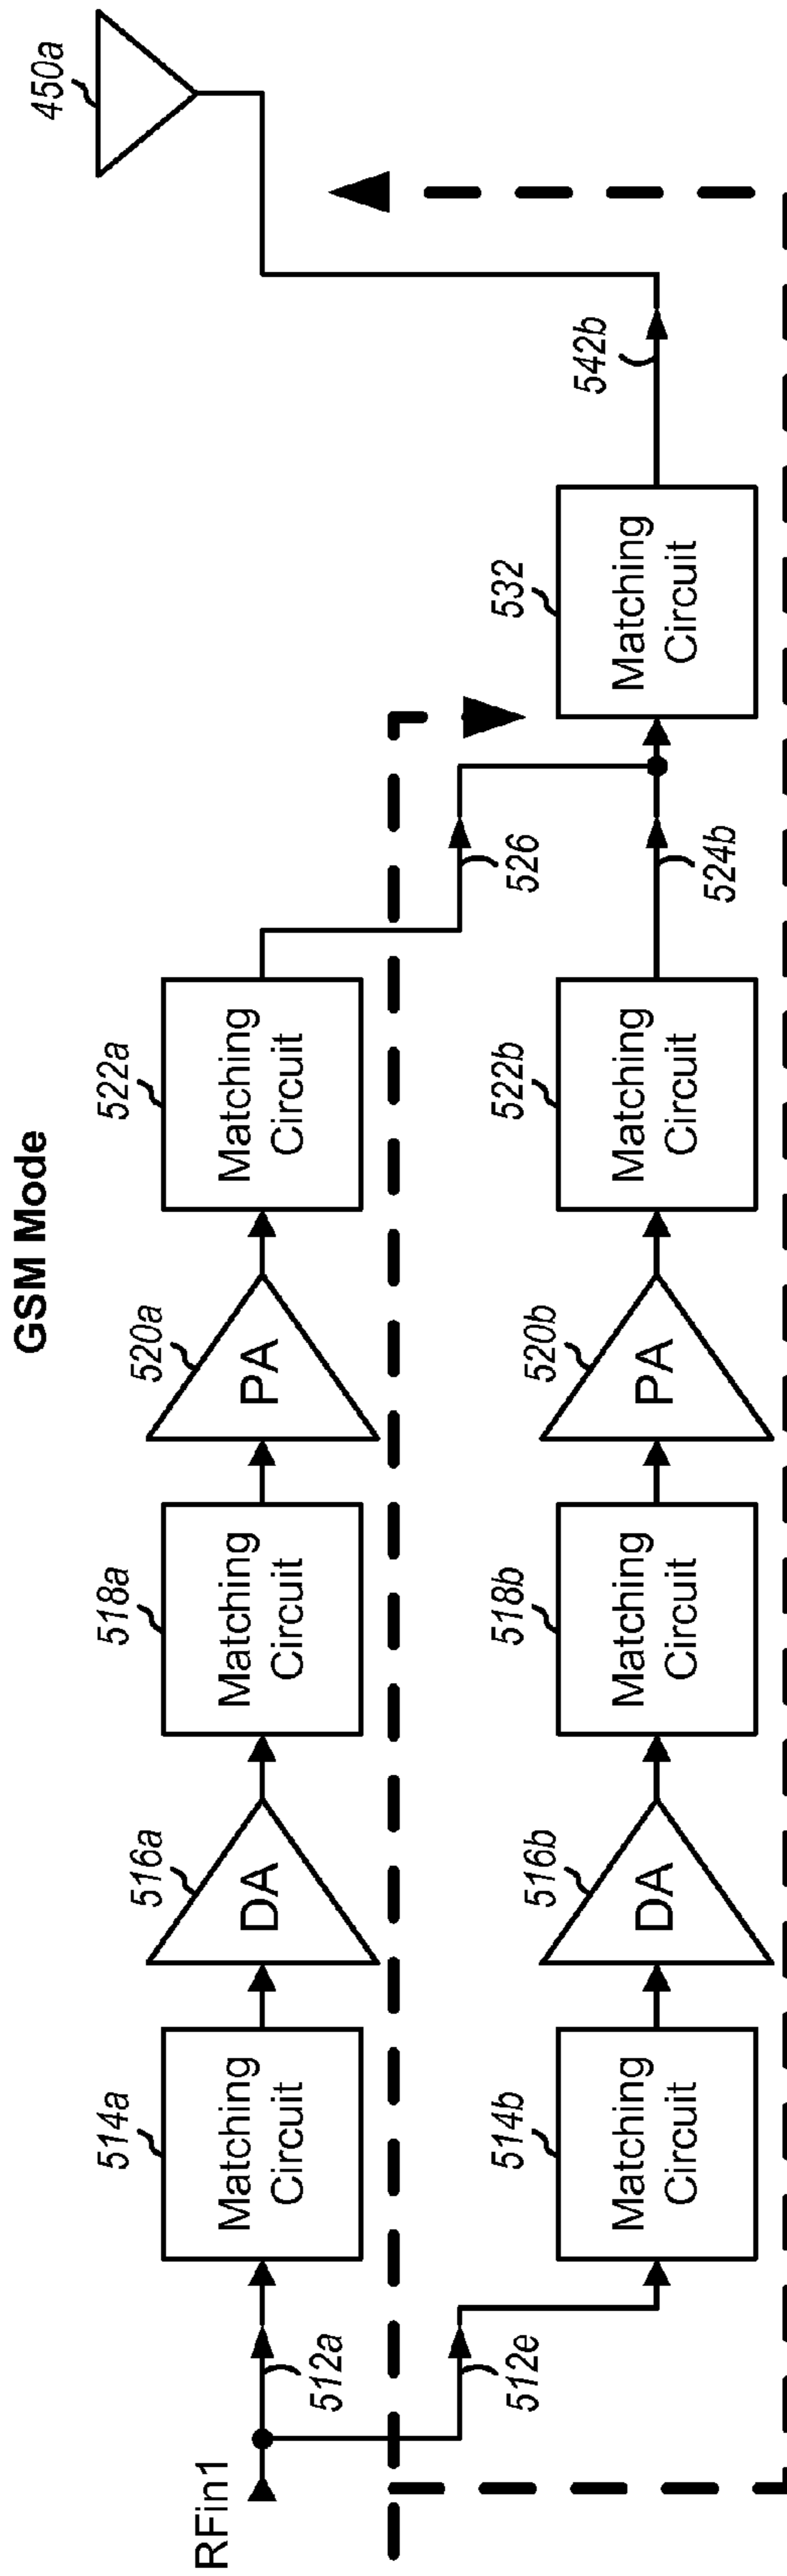 GSM Mode
RFin1
512a
514a
Matching
Circuit
516a
DA
518a
Matching
Circuit
520a
PA
522a
Matching
Circuit
526
450a
512e
514b
Matching
Circuit
516b
DA
518b
Matching
Circuit
520b
PA
522b
Matching
Circuit
524b
532
Matching
Circuit
542b